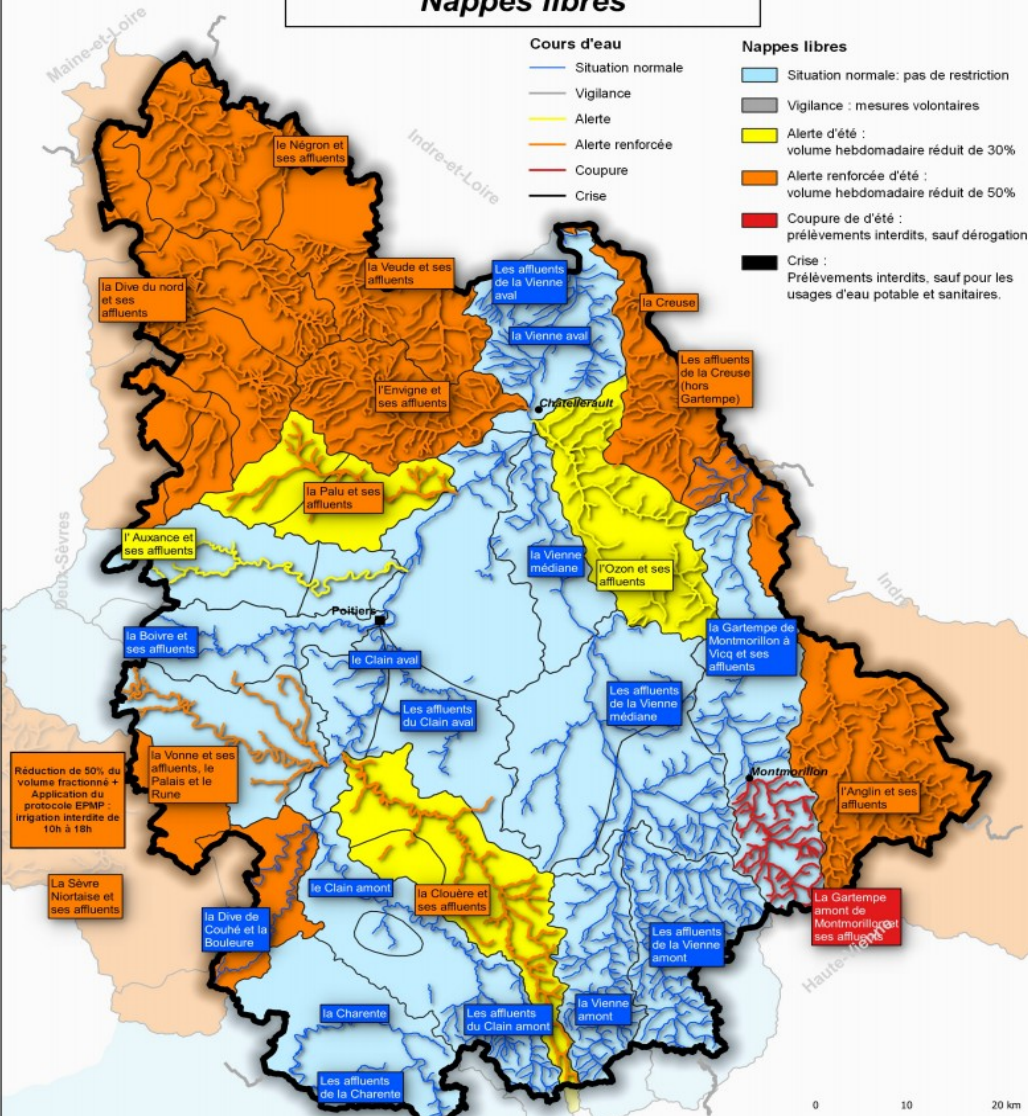 Nappes libres
Cours d'eau
Situation normale
Vigilance
Alerte
Alerte renforcée
Coupure
Crise
Nappes libres
Situation normale: pas de restriction
Vigilance : mesures volontaires
Alerte d'été :
volume hebdomadaire réduit de 30%
Alerte renforcée d'été :
volume hebdomadaire réduit de 50%
Coupure de d'été :
prélèvements interdits, sauf dérogation
Crise :
Prélèvements interdits, sauf pour les
usages d'eau potable et sanitaires.
Maine-et-Loire
Indre-et-Loire
le Négron et
ses affluents
la Veude et ses
affluents
Les affluents
de la Vienne
aval
la Dive du nord
et ses
affluents
la Creuse
la Vienne aval
Les affluents
de la Creuse
(hors
Gartempe)
l'Envigne et
ses affluents
Châtellerault
la Palu et ses
affluents
Deux-Sèvres
l' Auxance et
ses affluents
la Vienne
médiane
l'Ozon et ses
affluents
Indre
Poitiers
la Boivre et
ses affluents
la Gartempe de
Montmorillon à
Vicq et ses
affluents
le Clain aval
Les affluents
de la Vienne
médiane
Les affluents
du Clain aval
la Vonne et ses
affluents, le
Palais et le
Rune
Réduction de 50% du
volume fractionné +
Application du
protocole EPMP :
irrigation interdite de
10h à 18h
Montmorillon
l'Anglin et ses
affluents
La Sèvre
Niortaise et
ses affluents
le Clain amont
la Clouère et
ses affluents
La Gartempe
amont de
Montmorillon et
ses affluents
la Dive de
Couhé et la
Bouleure
Les affluents
de la Vienne
amont
Haute-Vienne
la Charente
Les affluents
du Clain amont
la Vienne
amont
Les affluents
de la Charente
0 10 20 km